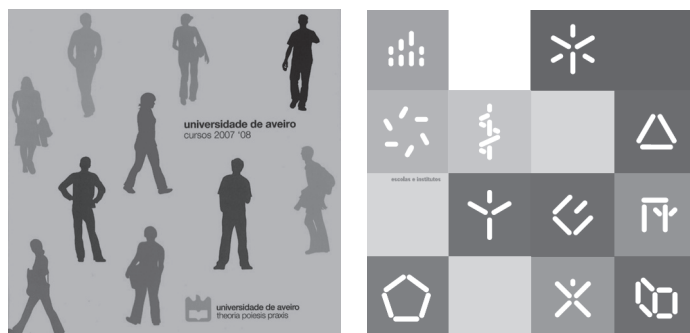 universidade de aveiro
cursos 2007 '08
universidade de aveiro
theoria poiesis praxis
escolas e institutos